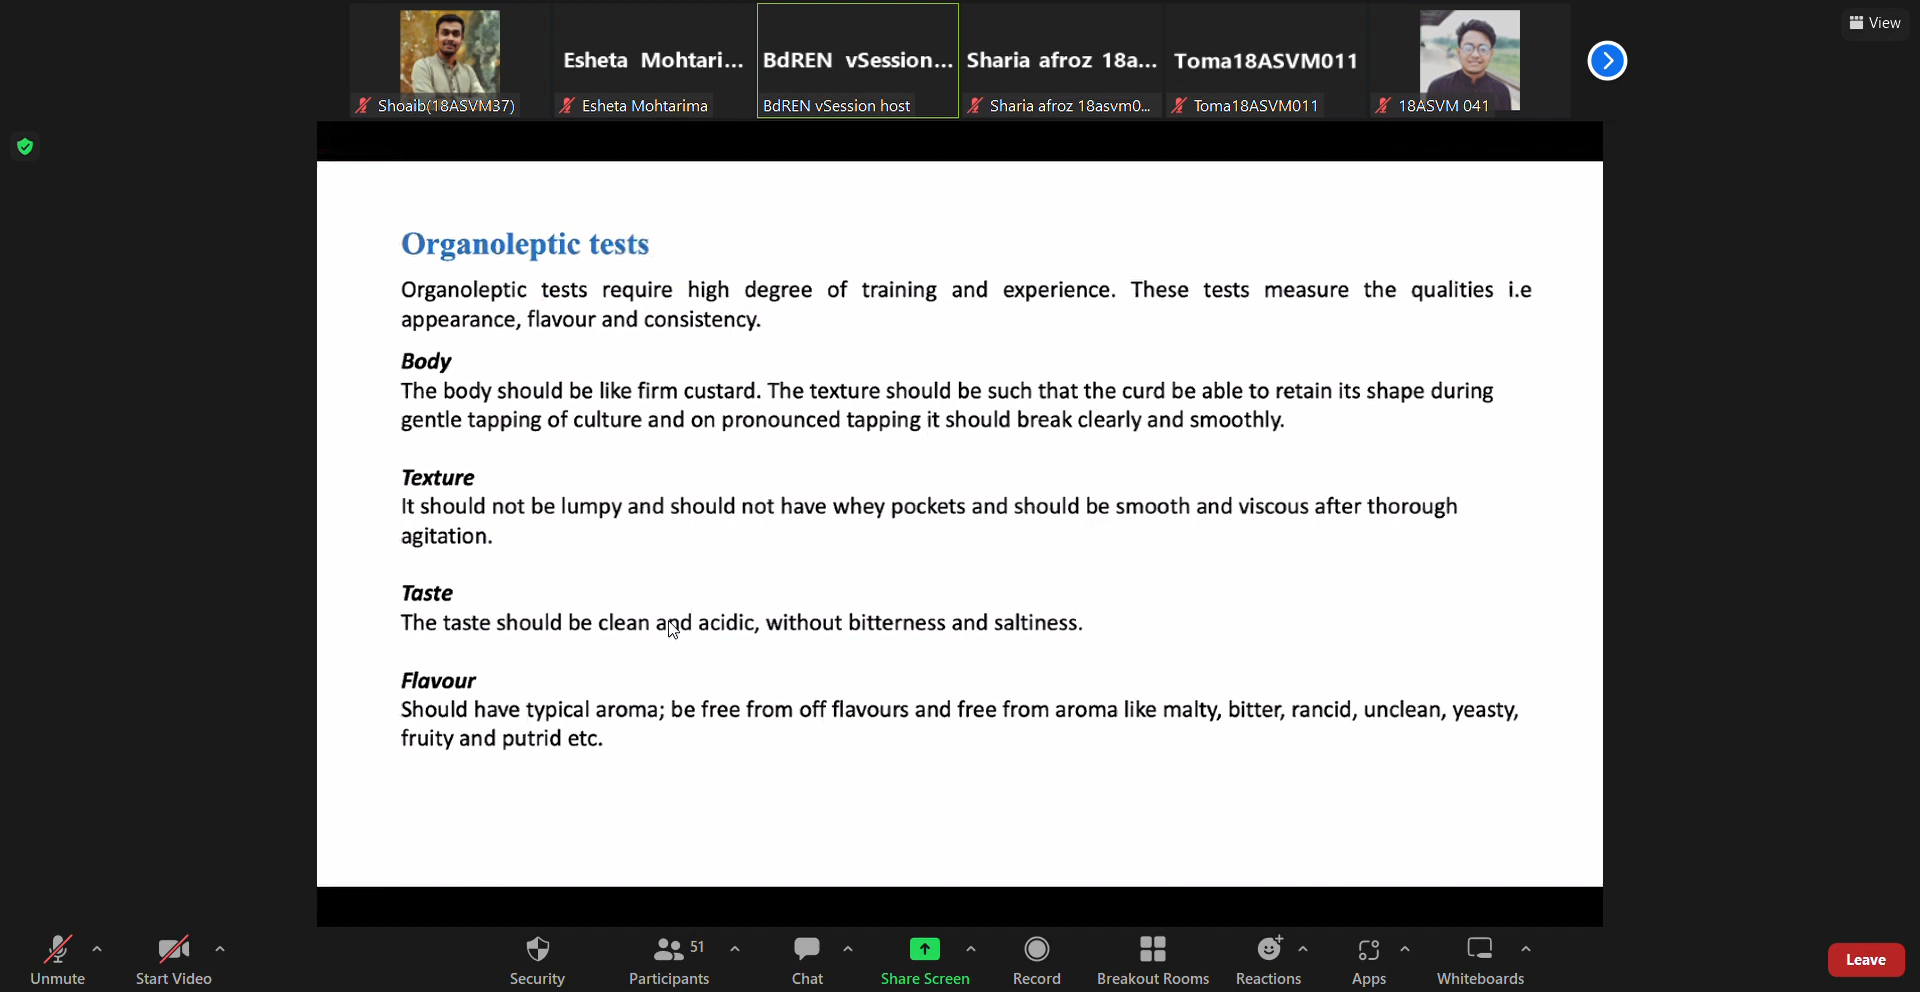 View
Esheta Mohtari...
BdREN vSession...
Sharia afroz 18a...
Toma18ASVM011
Shoaib(18ASVM37)
Esheta Mohtarima
BdREN vSession host
Sharia afroz 18asvm0...
Toma18ASVM011
18ASVM 041
Organoleptic tests
Organoleptic tests require high degree of training and experience. These tests measure the qualities i.e
appearance, flavour and consistency.
Body
The body should be like firm custard. The texture should be such that the curd be able to retain its shape during
gentle tapping of culture and on pronounced tapping it should break clearly and smoothly.
Texture
It should not be lumpy and should not have whey pockets and should be smooth and viscous after thorough
agitation.
Taste
The taste should be clean and acidic, without bitterness and saltiness.
Flavour
Should have typical aroma; be free from off flavours and free from aroma like malty, bitter, rancid, unclean, yeasty,
fruity and putrid etc.
51
Unmute
Start Video
Security
Participants
Chat
Share Screen
Record
Breakout Rooms
Reactions
Apps
Whiteboards
Leave